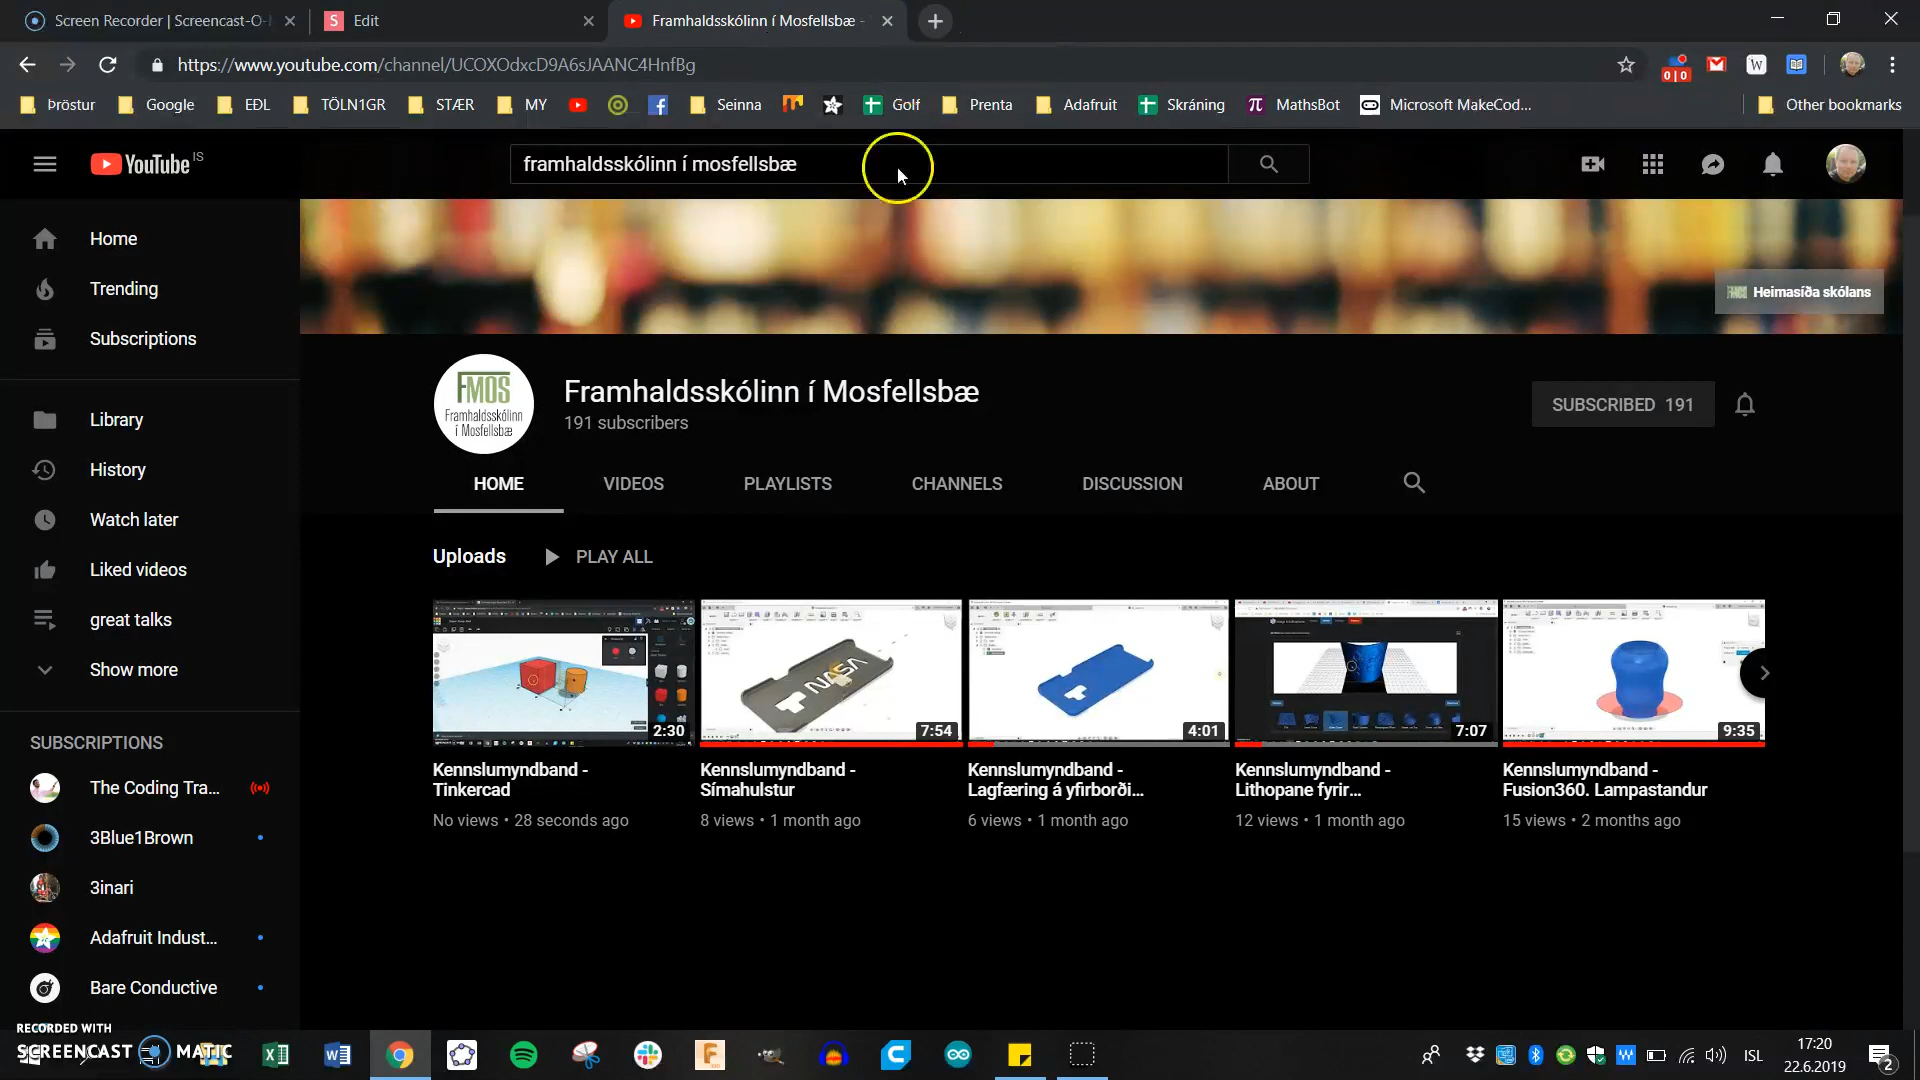 Screen Recorder | Screencast-O-
Edit
Framhaldsskólinn í Mosfellsbæ -
https://www.youtube.com/channel/UCOXOdxcD9A6sJAANC4HnfBg
0|0
W
Þröstur
Google
EÐL
TÖLN1GR
STÆR
MY
Seinna
Golf
Prenta
Adafruit
Skráning
MathsBot
Microsoft MakeCod...
Other bookmarks
YouTube IS
framhaldsskólinn í mosfellsbæ
Home
Trending
Subscriptions
Library
History
Watch later
Liked videos
great talks
Show more
SUBSCRIPTIONS
The Coding Tra...
3Blue1Brown
3inari
Adafruit Indust...
Bare Conductive
FMOS Heimasíða skólans
FMOS
Framhaldsskólinn
í Mosfellsbæ
Framhaldsskólinn í Mosfellsbæ
191 subscribers
SUBSCRIBED 191
HOME
VIDEOS
PLAYLISTS
CHANNELS
DISCUSSION
ABOUT
Uploads
PLAY ALL
2:30
NASA
7:54
4:01
7:07
9:35
Kennslumyndband -
Tinkercad
No views • 28 seconds ago
Kennslumyndband -
Símahulstur
8 views • 1 month ago
Kennslumyndband -
Lagfæring á yfirborði...
6 views • 1 month ago
Kennslumyndband -
Lithopane fyrir...
12 views • 1 month ago
Kennslumyndband -
Fusion360. Lampastandur
15 views • 2 months ago
RECORDED WITH
SCREENCAST MATIC
ISL
17:20
22.6.2019
2